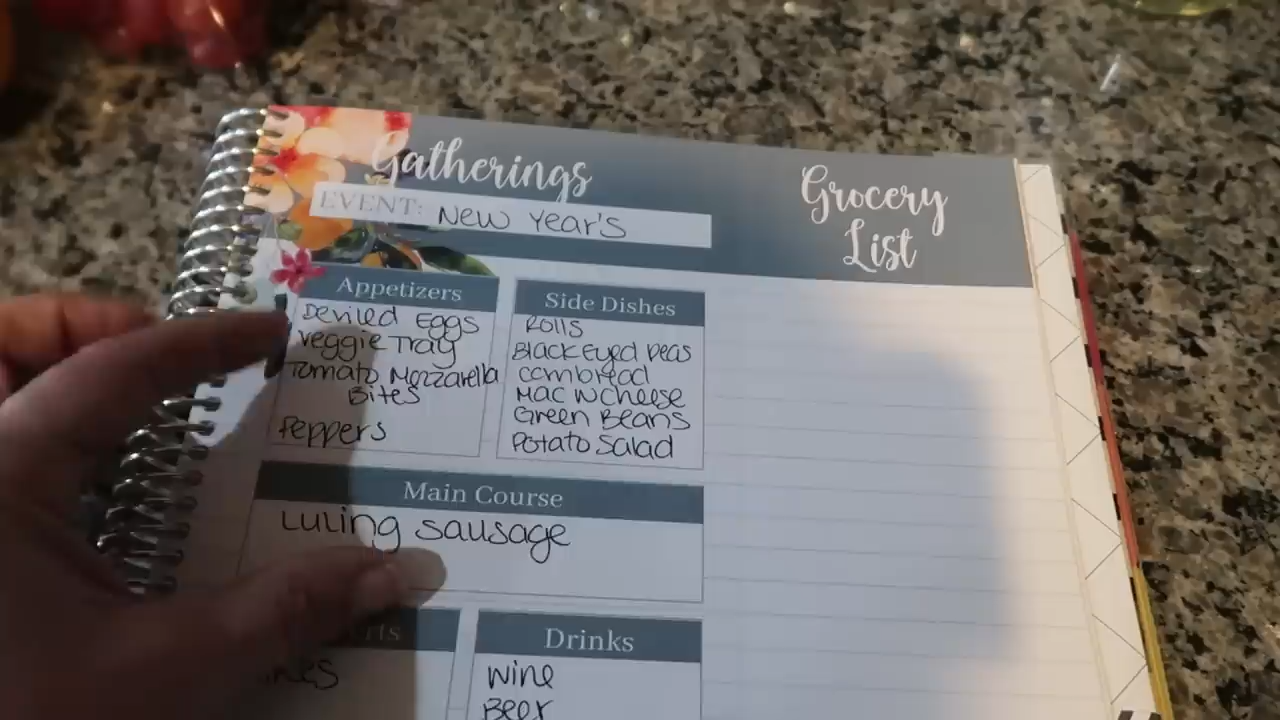 Gatherings
EVENT: New Year's
Grocery
List
Appetizers
Deviled Eggs
Veggie Tray
Tomato Mozzarella
Bites
Peppers
Side Dishes
Rolls
Black Eyed Peas
Cornbread
Mac N Cheese
Green Beans
Potato Salad
Main Course
Luling Sausage
Drinks
Wine
Beer